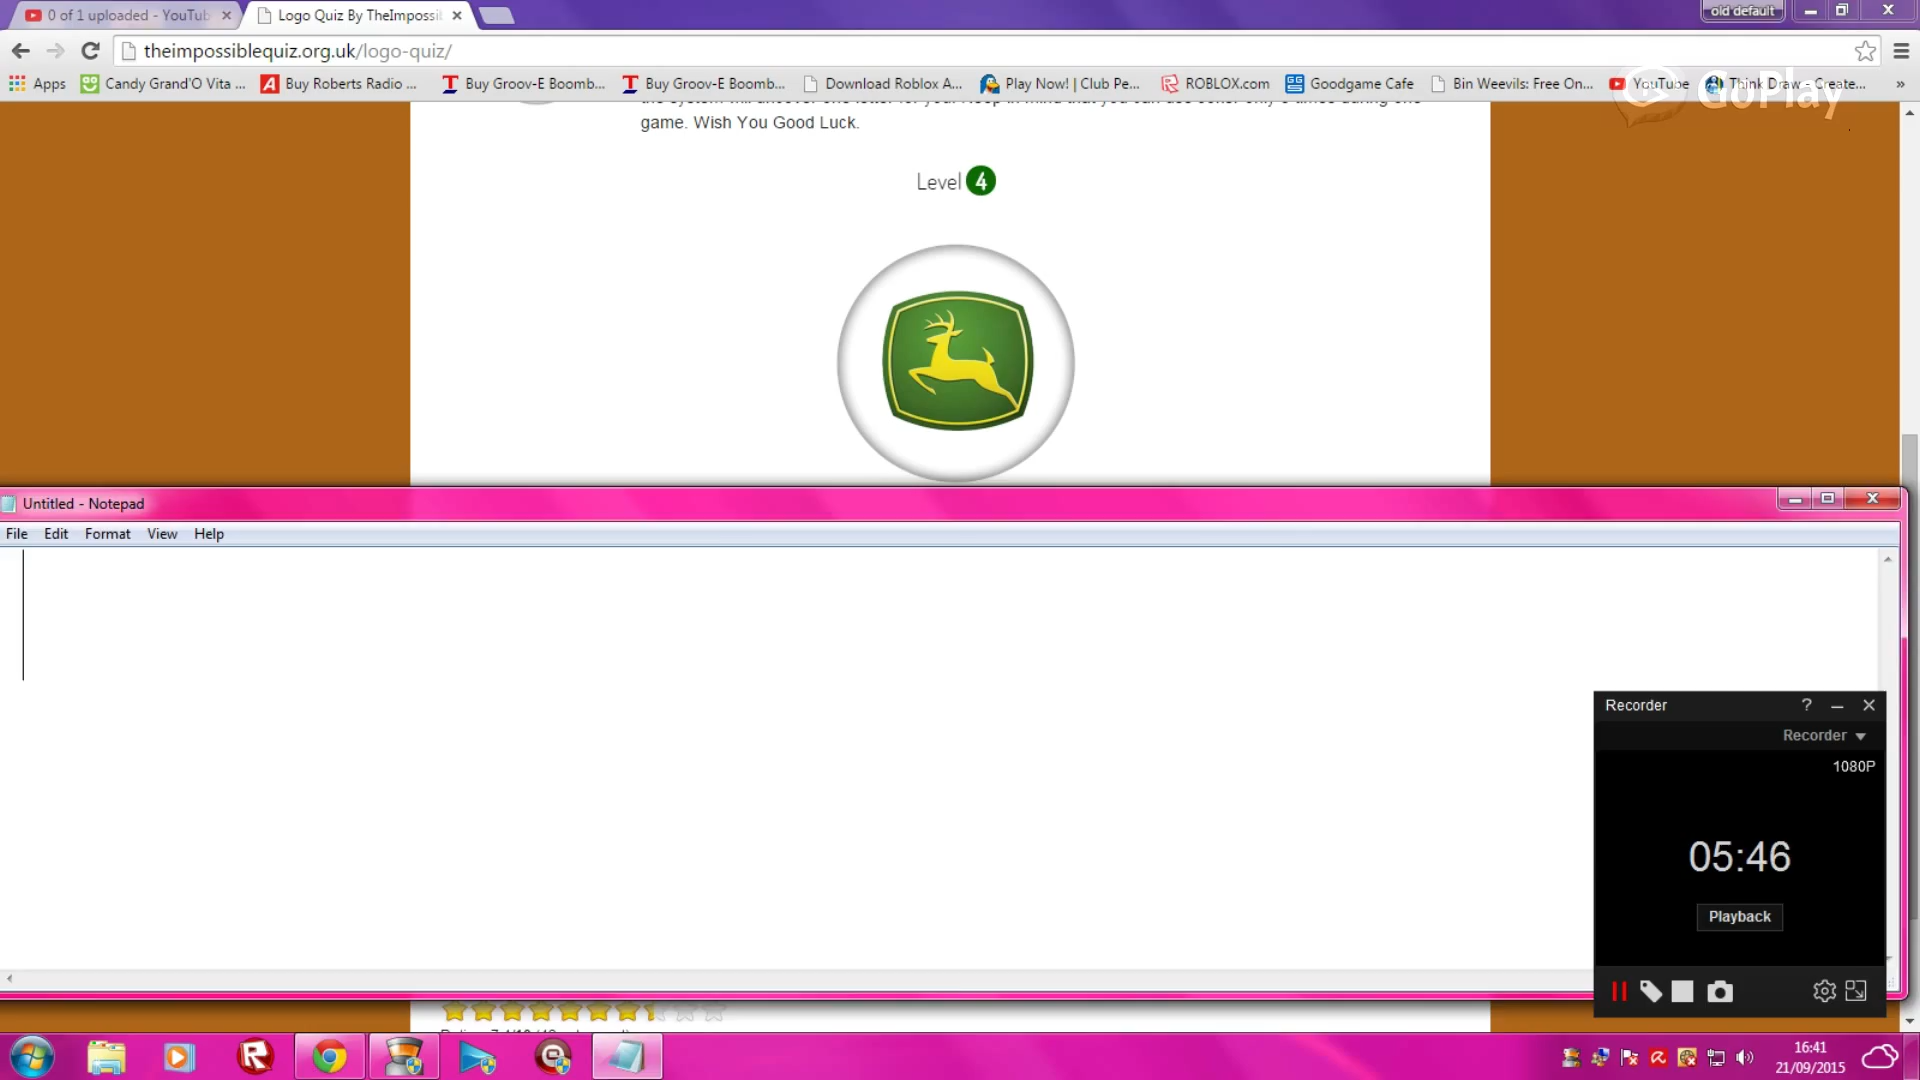 0 of 1 uploaded - YouTub
Logo Quiz By TheImpossi
old default
theimpossiblequiz.org.uk/logo-quiz/
Apps
Candy Grand'O Vita ...
Buy Roberts Radio ...
Buy Groov-E Boomb...
Buy Groov-E Boomb...
Download Roblox A...
Play Now! | Club Pe...
ROBLOX.com
Goodgame Cafe
Bin Weevils: Free On...
YouTube
Think Draw - Create...
»
GoPlay
game. Wish You Good Luck.
Level 4
Untitled - Notepad
File Edit Format View Help
Recorder
Recorder
1080P
05:46
Playback
16:41
21/09/2015